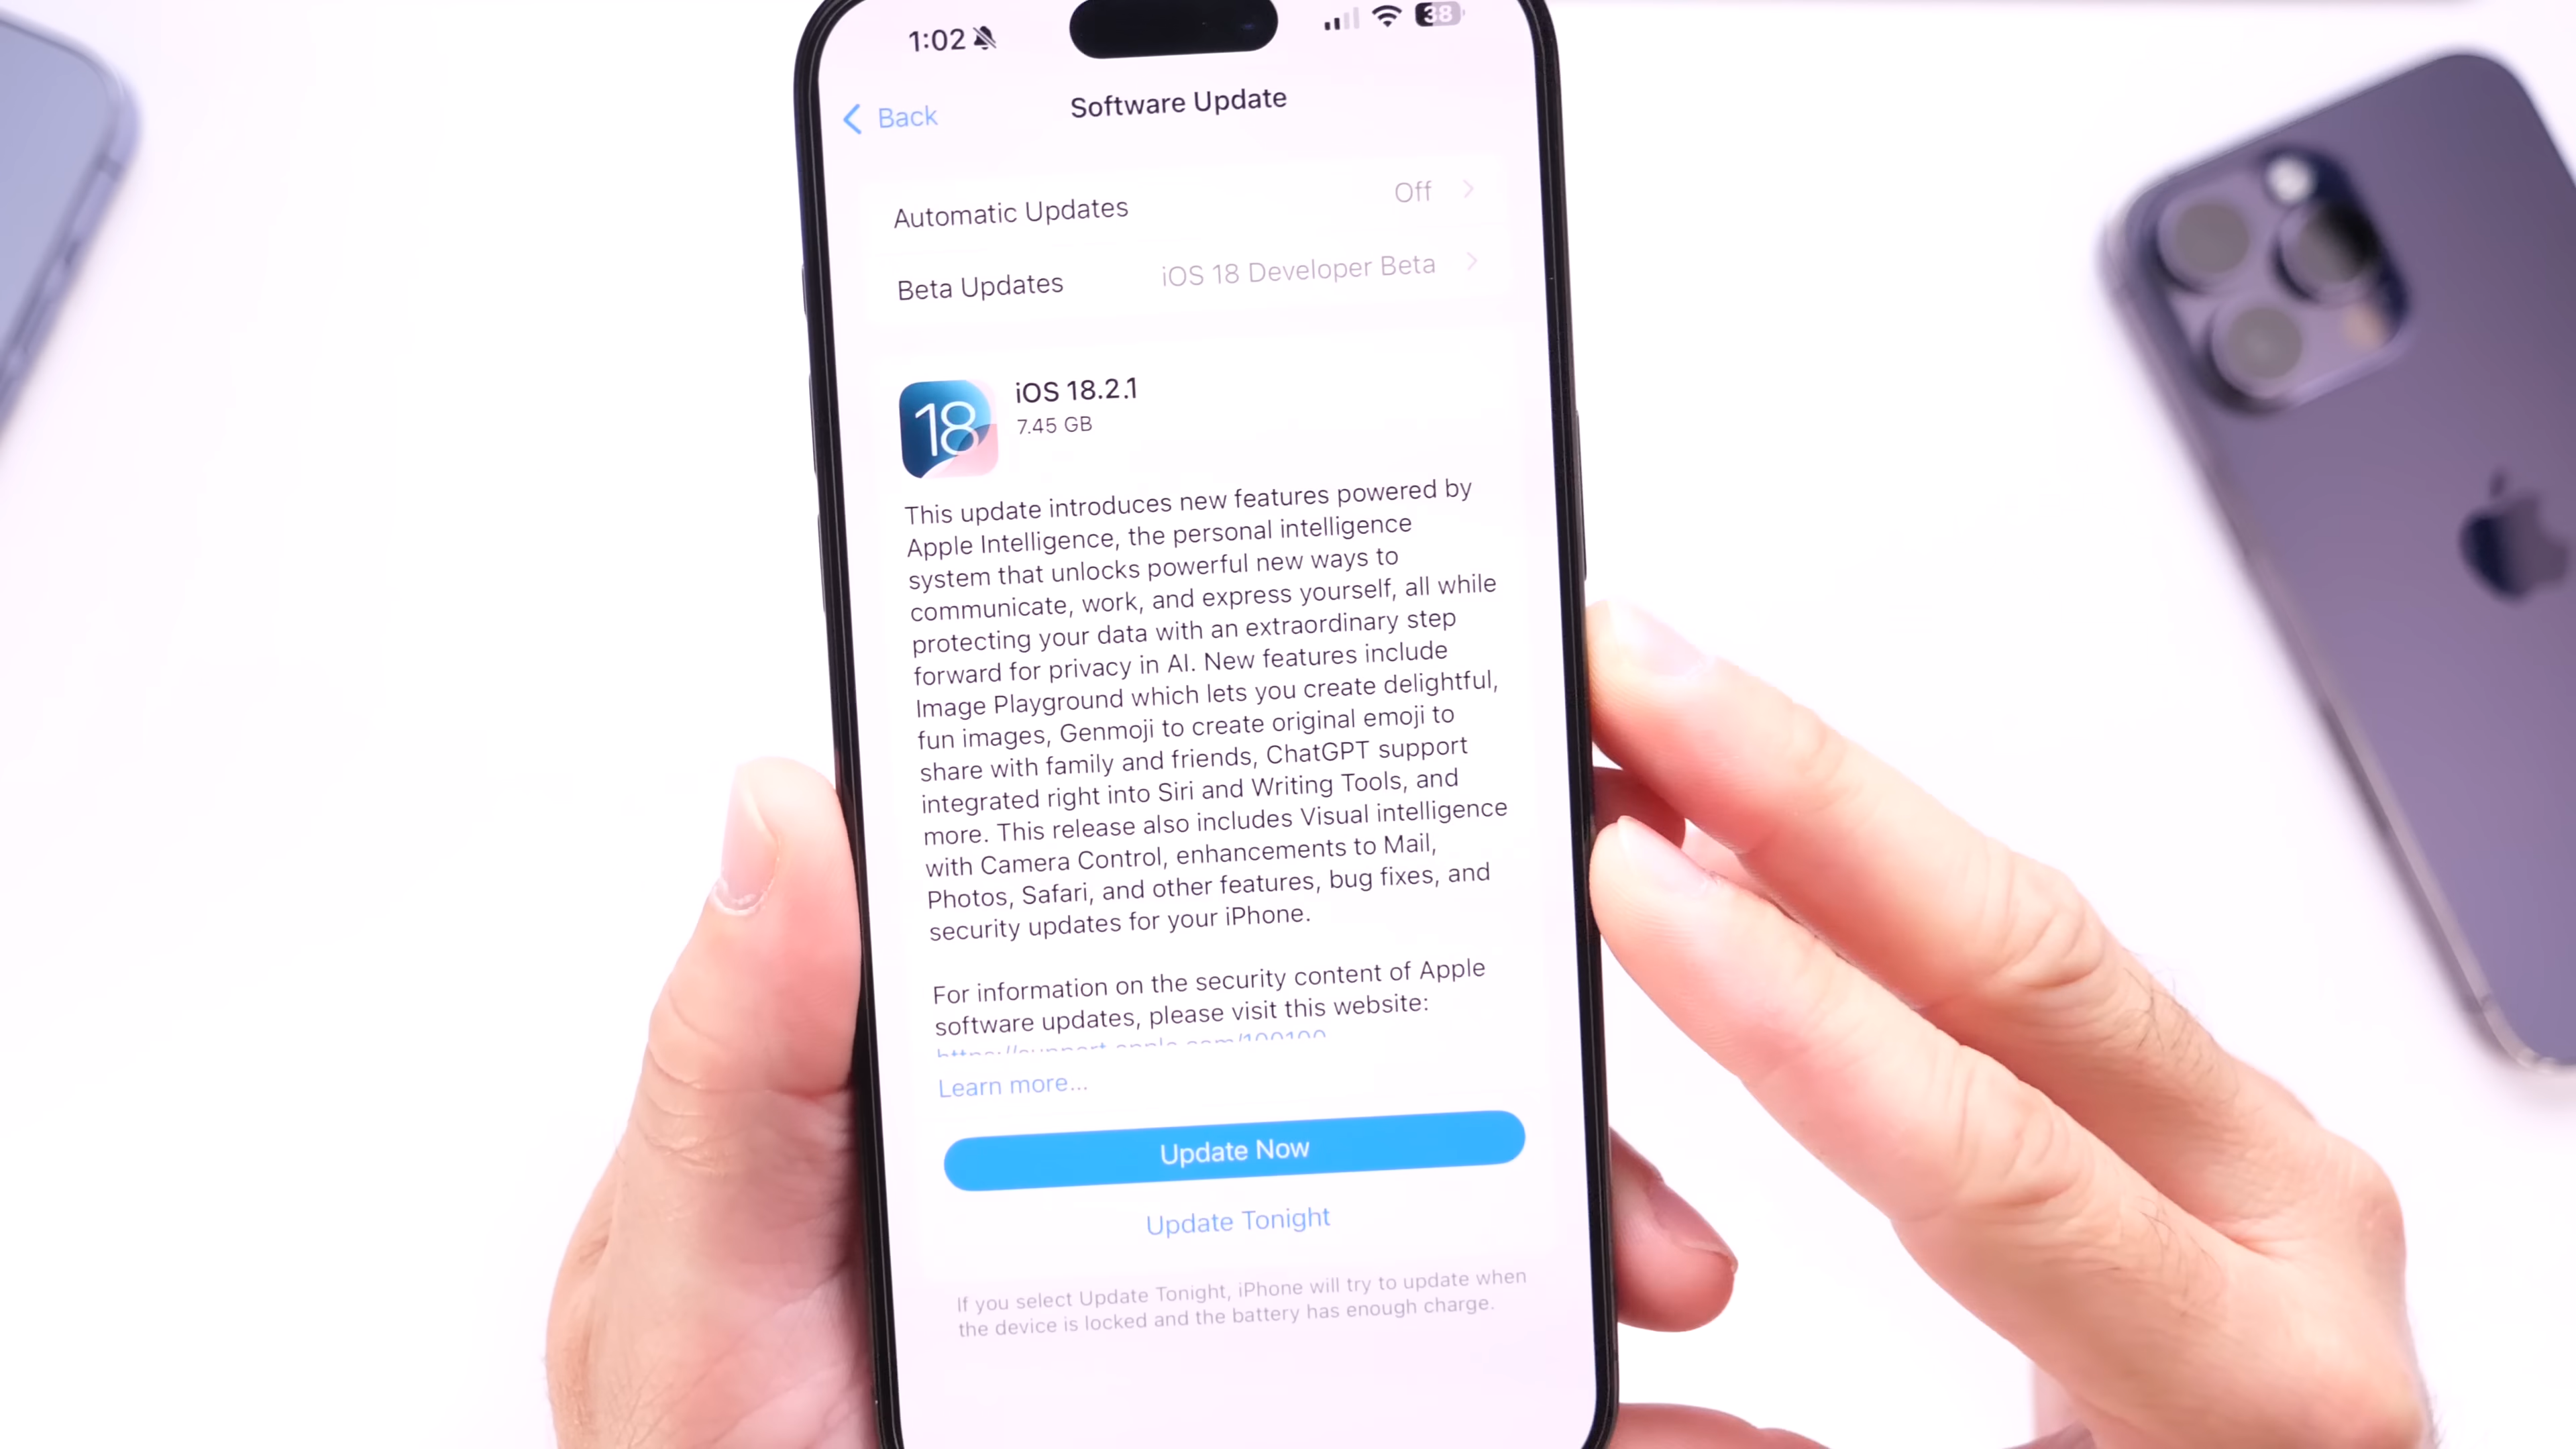 1:02 38
Back Software Update
Automatic Updates Off
Beta Updates iOS 18 Developer Beta
18
iOS 18.2.1
7.45 GB
This update introduces new features powered by
Apple Intelligence, the personal intelligence
system that unlocks powerful new ways to
communicate, work, and express yourself, all while
protecting your data with an extraordinary step
forward for privacy in AI. New features include
Image Playground which lets you create delightful,
fun images, Genmoji to create original emoji to
share with family and friends, ChatGPT support
integrated right into Siri and Writing Tools, and
more. This release also includes Visual intelligence
with Camera Control, enhancements to Mail,
Photos, Safari, and other features, bug fixes, and
security updates for your iPhone.
For information on the security content of Apple
software updates, please visit this website:
https://support.apple.com/100100
Learn more...
Update Now
Update Tonight
If you select Update Tonight, iPhone will try to update when
the device is locked and the battery has enough charge.